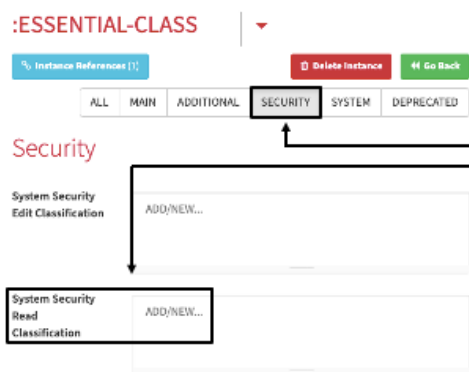 :ESSENTIAL-CLASS
Instance References (1)
Delete Instance
Go Back
ALL MAIN ADDITIONAL SECURITY SYSTEM DEPRECATED
Security
System Security
Edit Classification
ADD/NEW...
System Security
Read
Classification
ADD/NEW...